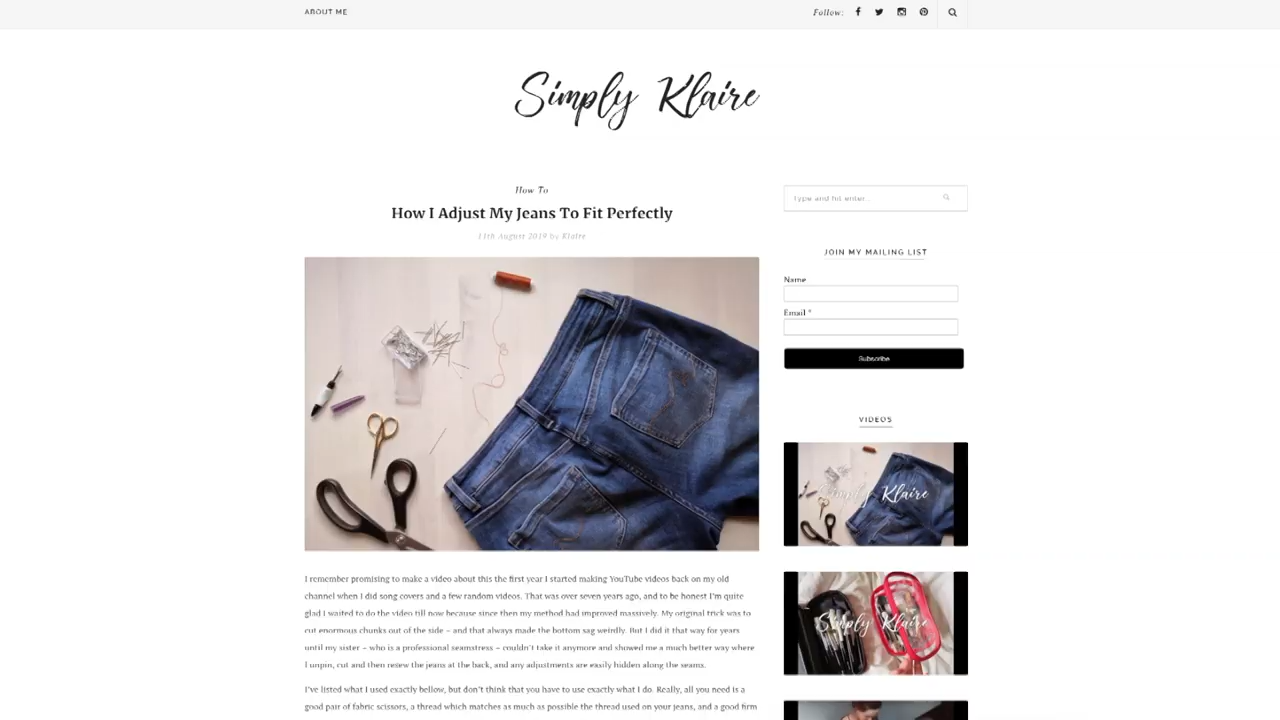 ABOUT ME
Follow:
Simply Klaire
How To
How I Adjust My Jeans To Fit Perfectly
11th August 2019 by Klaire
I remember promising to make a video about this the first year I started making YouTube videos back on my old
channel when I did song covers and a few random videos. That was over seven years ago, and to be honest I'm quite
glad I waited to do the video till now because since then my method had improved massively. My original trick was to
cut enormous chunks out of the side – and that always made the bottom sag weirdly. But I did it that way for years
until my sister – who is a professional seamstress – couldn't take it anymore and showed me a much better way where
I unpin, cut and then resew the jeans at the back, and any adjustments are easily hidden along the seams.
I've listed what I used exactly bellow, but don't think that you have to use exactly what I do. Really, all you need is a
good pair of fabric scissors, a thread which matches as much as possible the thread used on your jeans, and a good firm
Type and hit enter...
JOIN MY MAILING LIST
Name
Email *
Subscribe
VIDEOS
Simply Klaire
Simply Klaire